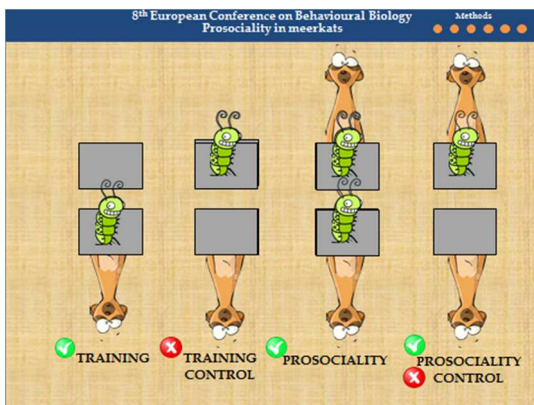 8th European Conference on Behavioural Biology
Prosociality in meerkats
Methods
TRAINING
TRAINING
CONTROL
PROSOCIALITY
PROSOCIALITY
CONTROL